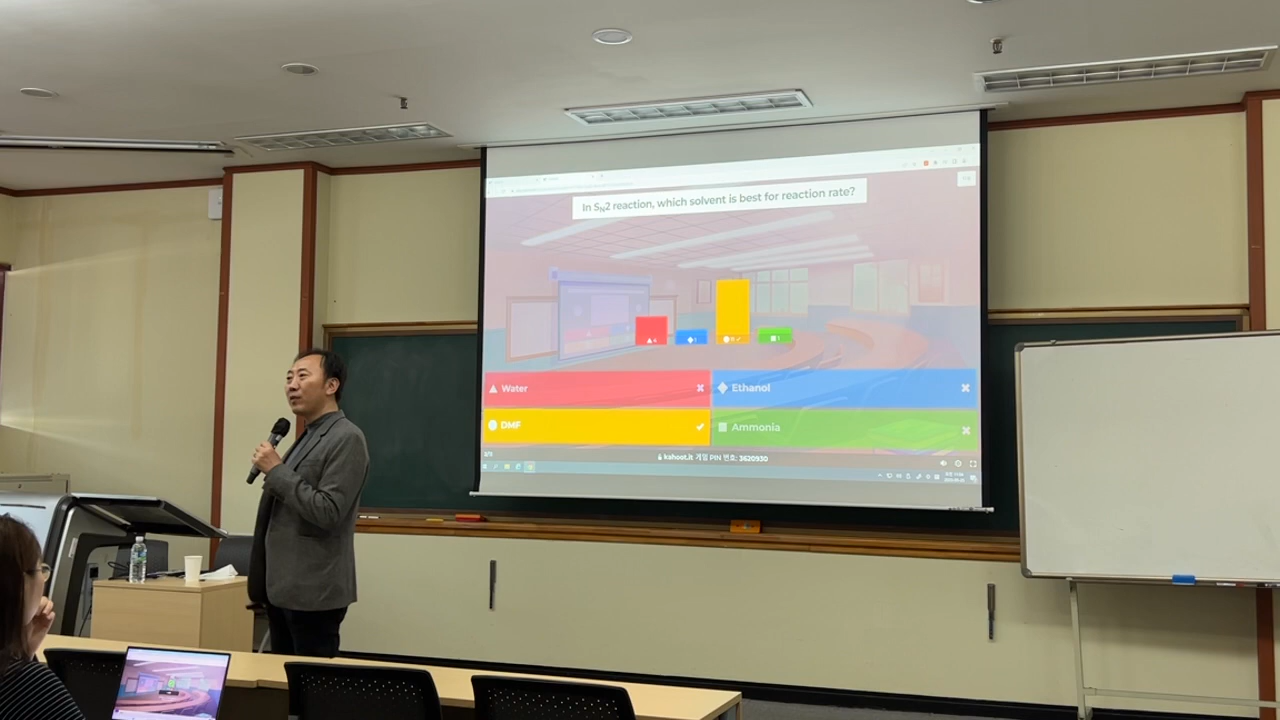 In SN2 reaction, which solvent is best for reaction rate?
Water
Ethanol
DMF
Ammonia
kahoot.it 게임 PIN 번호: 3620930